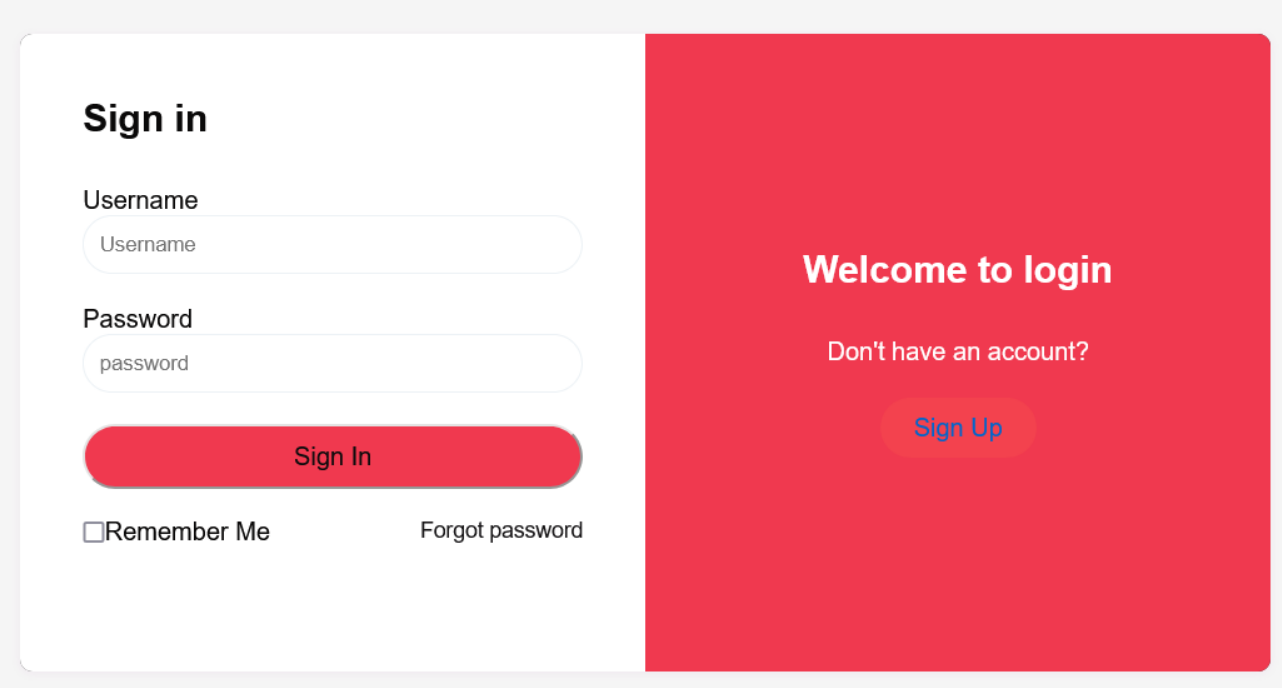 Sign in
Username
Username
Password
password
Sign In
Remember Me
Forgot password
Welcome to login
Don't have an account?
Sign Up